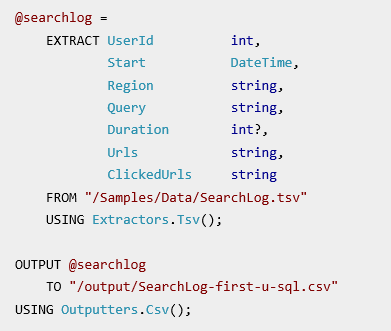 @searchlog =
    EXTRACT UserId          int,
            Start           DateTime,
            Region          string,
            Query           string,
            Duration        int?,
            Urls            string,
            ClickedUrls     string
    FROM "/Samples/Data/SearchLog.tsv"
    USING Extractors.Tsv();

OUTPUT @searchlog
    TO "/output/SearchLog-first-u-sql.csv"
USING Outputters.Csv();